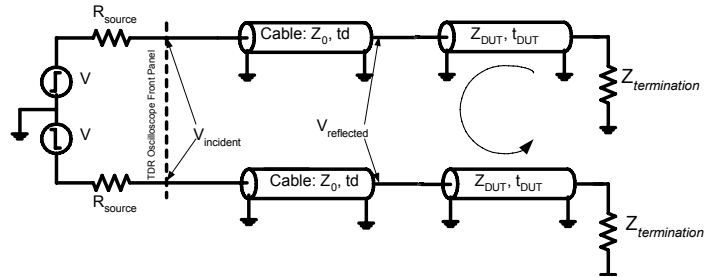 R_source
Cable: Z_0, td
Z_DUT, t_DUT
V
TDR Oscilloscope Front Panel
Z_termination
V_incident
V_reflected
V
Cable: Z_0, td
Z_DUT, t_DUT
R_source
Z_termination